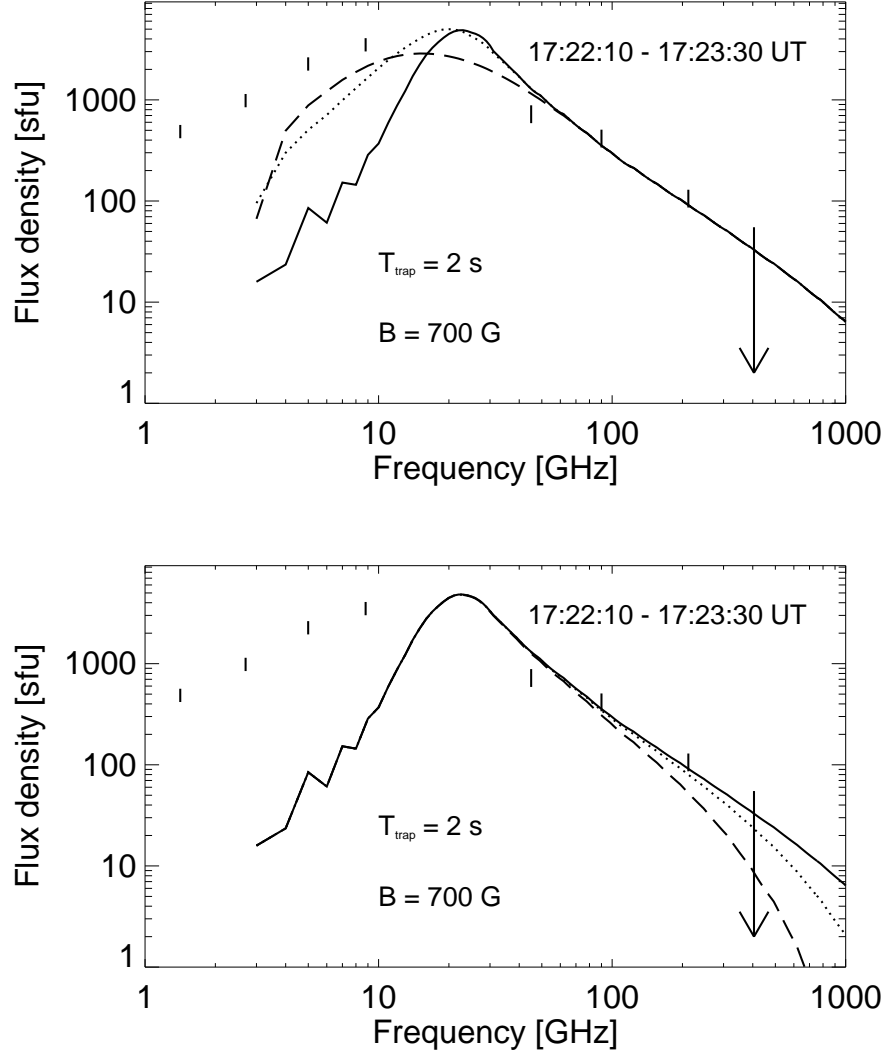 17:22:10 - 17:23:30 UT
1000
100
10
1
Flux density [sfu]
T_trap = 2 s
B = 700 G
1 10 100 1000
Frequency [GHz]
17:22:10 - 17:23:30 UT
1000
100
10
1
Flux density [sfu]
T_trap = 2 s
B = 700 G
1 10 100 1000
Frequency [GHz]